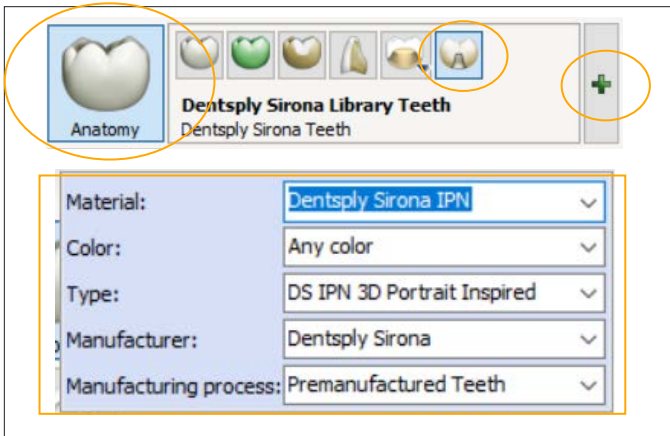 Anatomy
Dentsply Sirona Library Teeth
Dentsply Sirona Teeth
Material: Dentsply Sirona IPN
Color: Any color
Type: DS IPN 3D Portrait Inspired
Manufacturer: Dentsply Sirona
Manufacturing process: Premanufactured Teeth